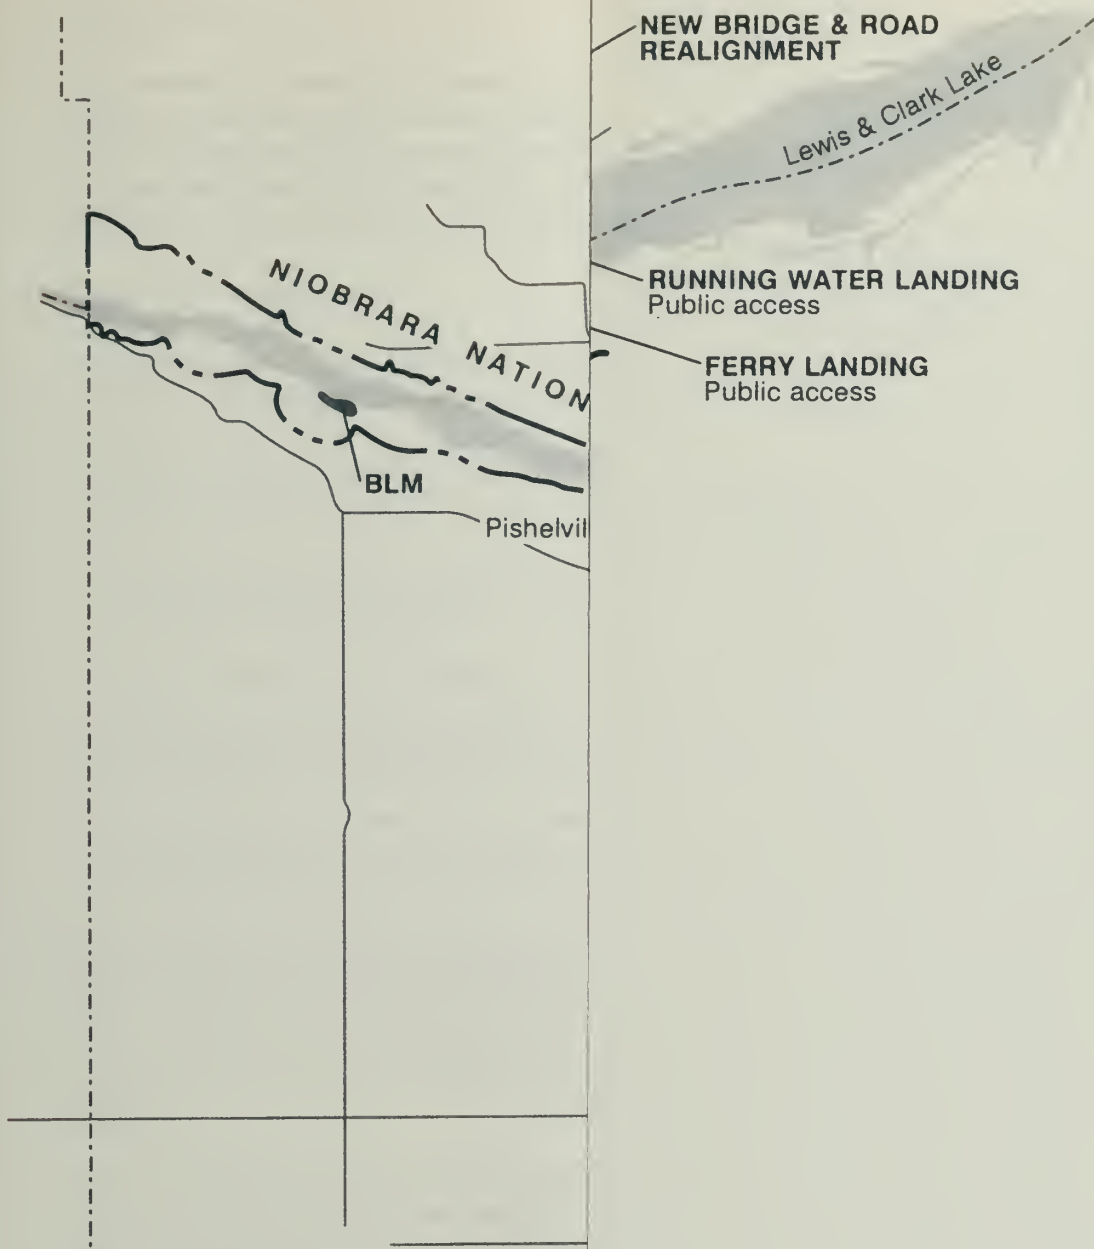 NEW BRIDGE & ROAD
REALIGNMENT
Lewis & Clark Lake
NIOBRARA NATION
RUNNING WATER LANDING
Public access
FERRY LANDING
Public access
BLM
Pishelvil